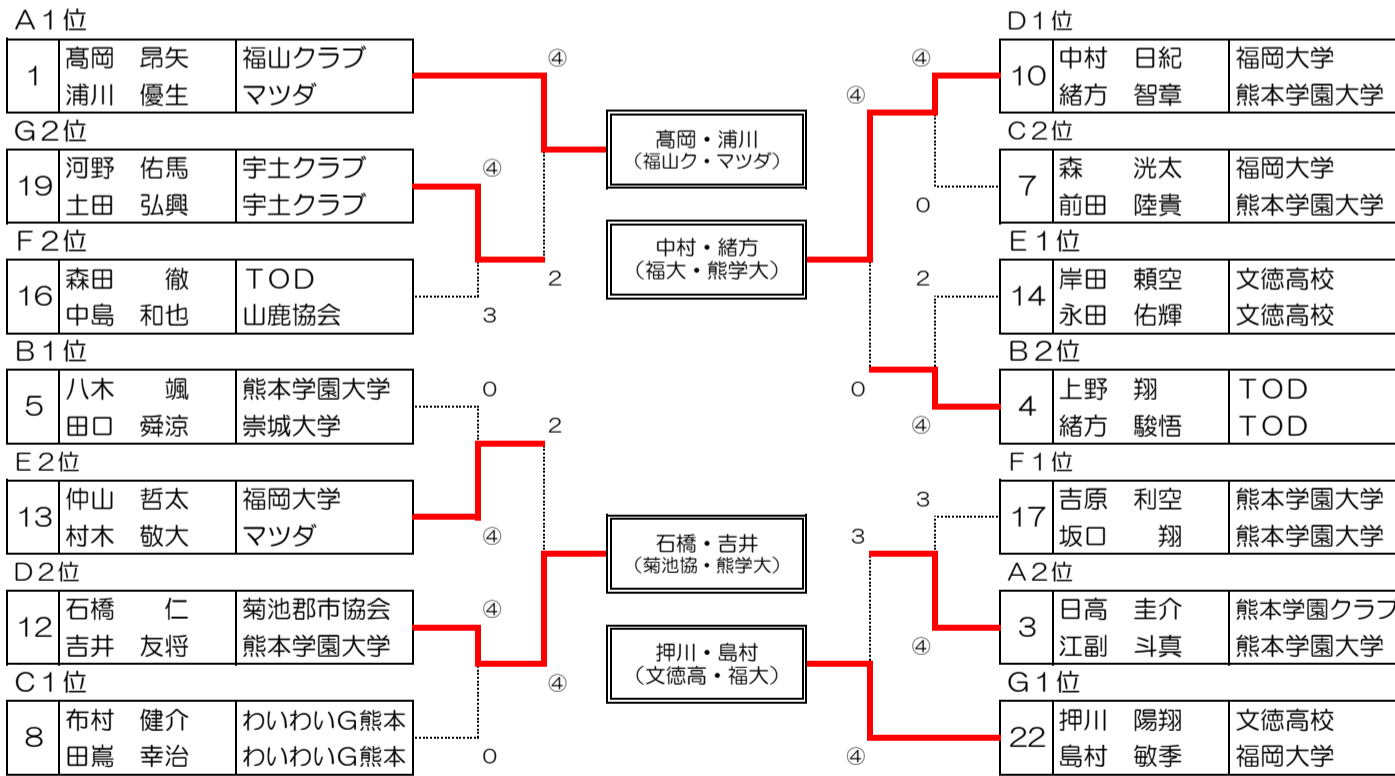 A1位
1 髙岡 昂矢 福山クラブ
浦川 優生 マツダ
④
G2位
19 河野 佑馬 宇土クラブ
土田 弘興 宇土クラブ
④
F2位
2
16 森田 徹 TOD
中島 和也 山鹿協会
3
B1位
5 八木 颯 熊本学園大学
田口 舜涼 崇城大学
0
2
E2位
13 仲山 哲太 福岡大学
村木 敬大 マツダ
④
D2位
12 石橋 仁 菊池郡市協会
吉井 友将 熊本学園大学
④
④
C1位
8 布村 健介 わいわいG熊本
田嶌 幸治 わいわいG熊本
0
髙岡・浦川
(福山ク・マツダ)
中村・緒方
(福大・熊学大)
石橋・吉井
(菊池協・熊学大)
押川・島村
(文徳高・福大)
D1位
④
10 中村 日紀 福岡大学
緒方 智章 熊本学園大学
④
C2位
7 森 洸太 福岡大学
前田 陸貴 熊本学園大学
0
E1位
2
14 岸田 頼空 文徳高校
永田 佑輝 文徳高校
B2位
0
4 上野 翔 TOD
緒方 駿悟 TOD
④
F1位
3
17 吉原 利空 熊本学園大学
坂口 翔 熊本学園大学
3
A2位
3 日高 圭介 熊本学園クラブ
江副 斗真 熊本学園大学
④
G1位
22 押川 陽翔 文徳高校
島村 敏季 福岡大学
④